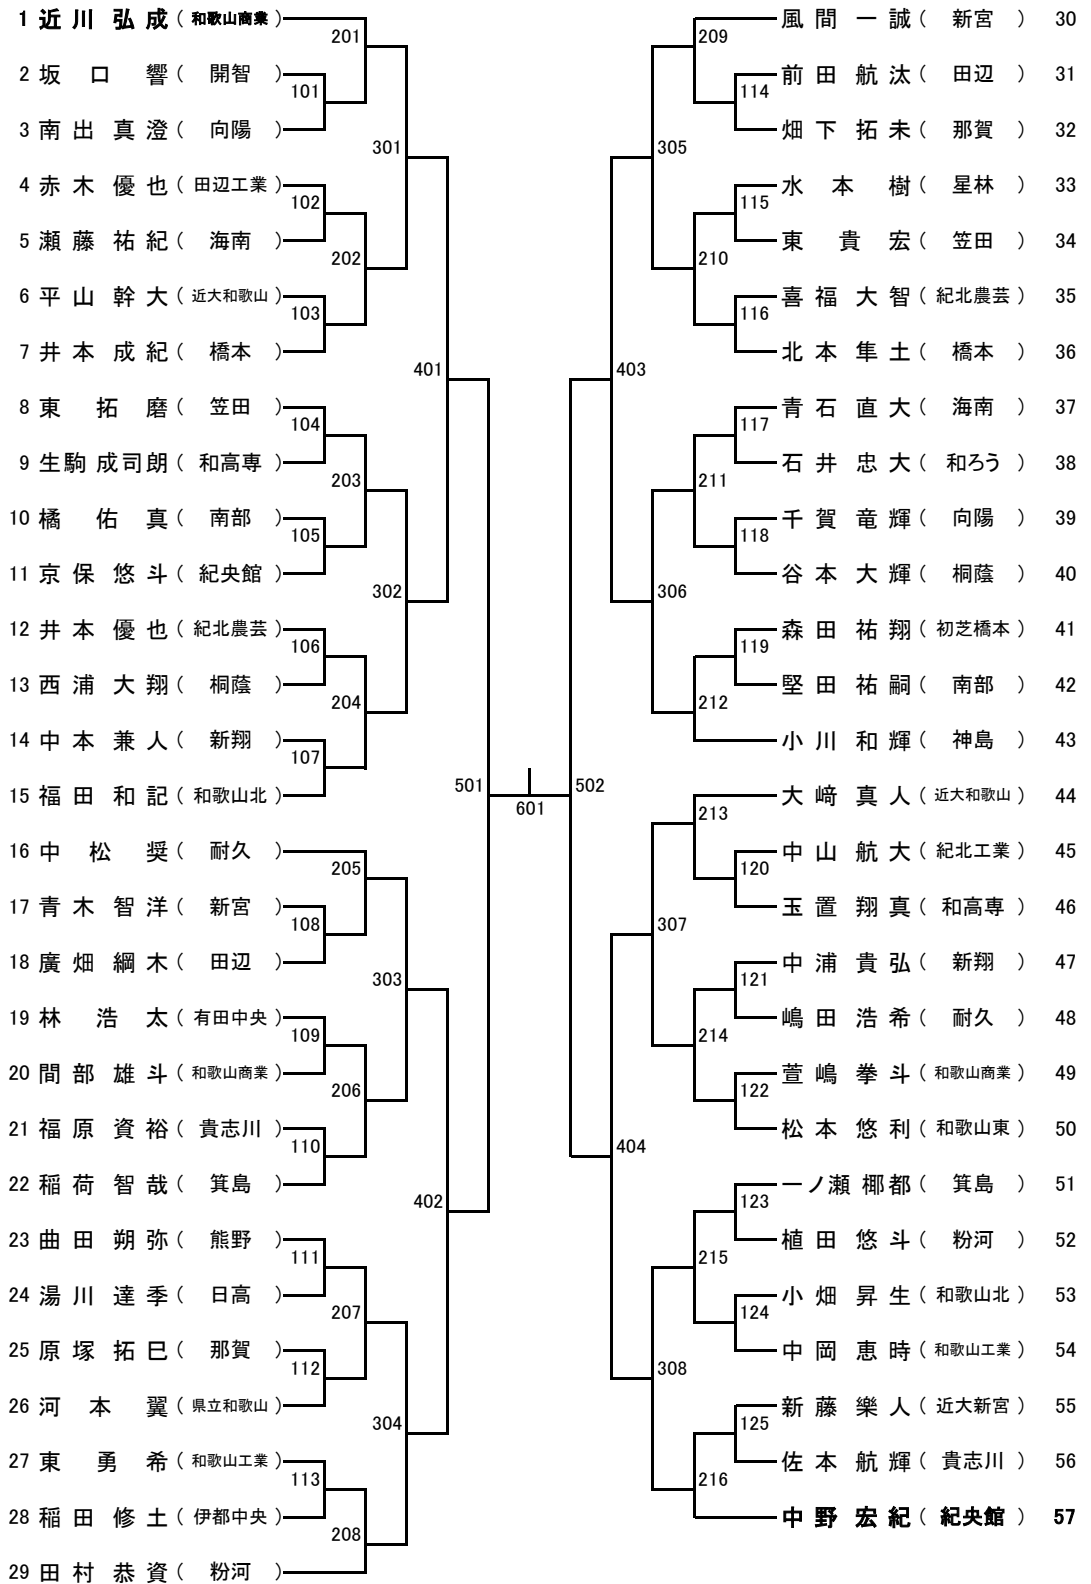 1 近川 弘成 ( 和歌山商業 )
2 坂口 響 ( 開智 )
3 南出 真澄 ( 向陽 )
4 赤木 優也 ( 田辺工業 )
5 瀬藤 祐紀 ( 海南 )
6 平山 幹大 ( 近大和歌山 )
7 井本 成紀 ( 橋本 )
8 東 拓磨 ( 笠田 )
9 生駒 成司朗 ( 和高専 )
10 橘 佑真 ( 南部 )
11 京保 悠斗 ( 紀央館 )
12 井本 優也 ( 紀北農芸 )
13 西浦 大翔 ( 桐蔭 )
14 中本 兼人 ( 新翔 )
15 福田 和記 ( 和歌山北 )
16 中松 奨 ( 耐久 )
17 青木 智洋 ( 新宮 )
18 廣畑 綱木 ( 田辺 )
19 林 浩太 ( 有田中央 )
20 間部 雄斗 ( 和歌山商業 )
21 福原 資裕 ( 貴志川 )
22 稲荷 智哉 ( 箕島 )
23 曲田 朔弥 ( 熊野 )
24 湯川 達季 ( 日高 )
25 原塚 拓巳 ( 那賀 )
26 河本 翼 ( 県立和歌山 )
27 東 勇希 ( 和歌山工業 )
28 稲田 修土 ( 伊都中央 )
29 田村 恭資 ( 粉河 )
201
101
301
102
202
103
401
104
203
105
302
106
204
107
501
205
108
303
109
206
110
402
111
207
112
304
113
208
601
209
114
305
115
210
116
403
117
211
118
306
119
212
502
213
120
307
121
214
122
404
123
215
124
308
125
216
風間 一誠 ( 新宮 ) 30
前田 航汰 ( 田辺 ) 31
畑下 拓未 ( 那賀 ) 32
水本 樹 ( 星林 ) 33
東 貴宏 ( 笠田 ) 34
喜福 大智 ( 紀北農芸 ) 35
北本 隼土 ( 橋本 ) 36
青石 直大 ( 海南 ) 37
石井 忠大 ( 和ろう ) 38
千賀 竜輝 ( 向陽 ) 39
谷本 大輝 ( 桐蔭 ) 40
森田 祐翔 ( 初芝橋本 ) 41
堅田 祐嗣 ( 南部 ) 42
小川 和輝 ( 神島 ) 43
大﨑 真人 ( 近大和歌山 ) 44
中山 航大 ( 紀北工業 ) 45
玉置 翔真 ( 和高専 ) 46
中浦 貴弘 ( 新翔 ) 47
嶋田 浩希 ( 耐久 ) 48
萱嶋 拳斗 ( 和歌山商業 ) 49
松本 悠利 ( 和歌山東 ) 50
一ノ瀬 椰都 ( 箕島 ) 51
植田 悠斗 ( 粉河 ) 52
小畑 昇生 ( 和歌山北 ) 53
中岡 恵時 ( 和歌山工業 ) 54
新藤 樂人 ( 近大新宮 ) 55
佐本 航輝 ( 貴志川 ) 56
中野 宏紀 ( 紀央館 ) 57